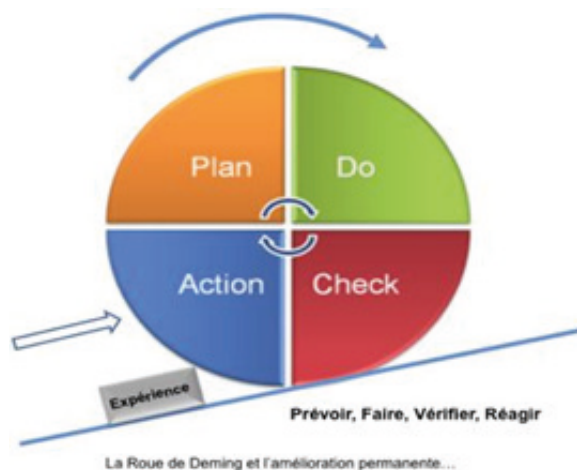 Plan
Do
Action
Check
Expérience
Prévoir, Faire, Vérifier, Réagir
La Roue de Deming et l'amélioration permanente...